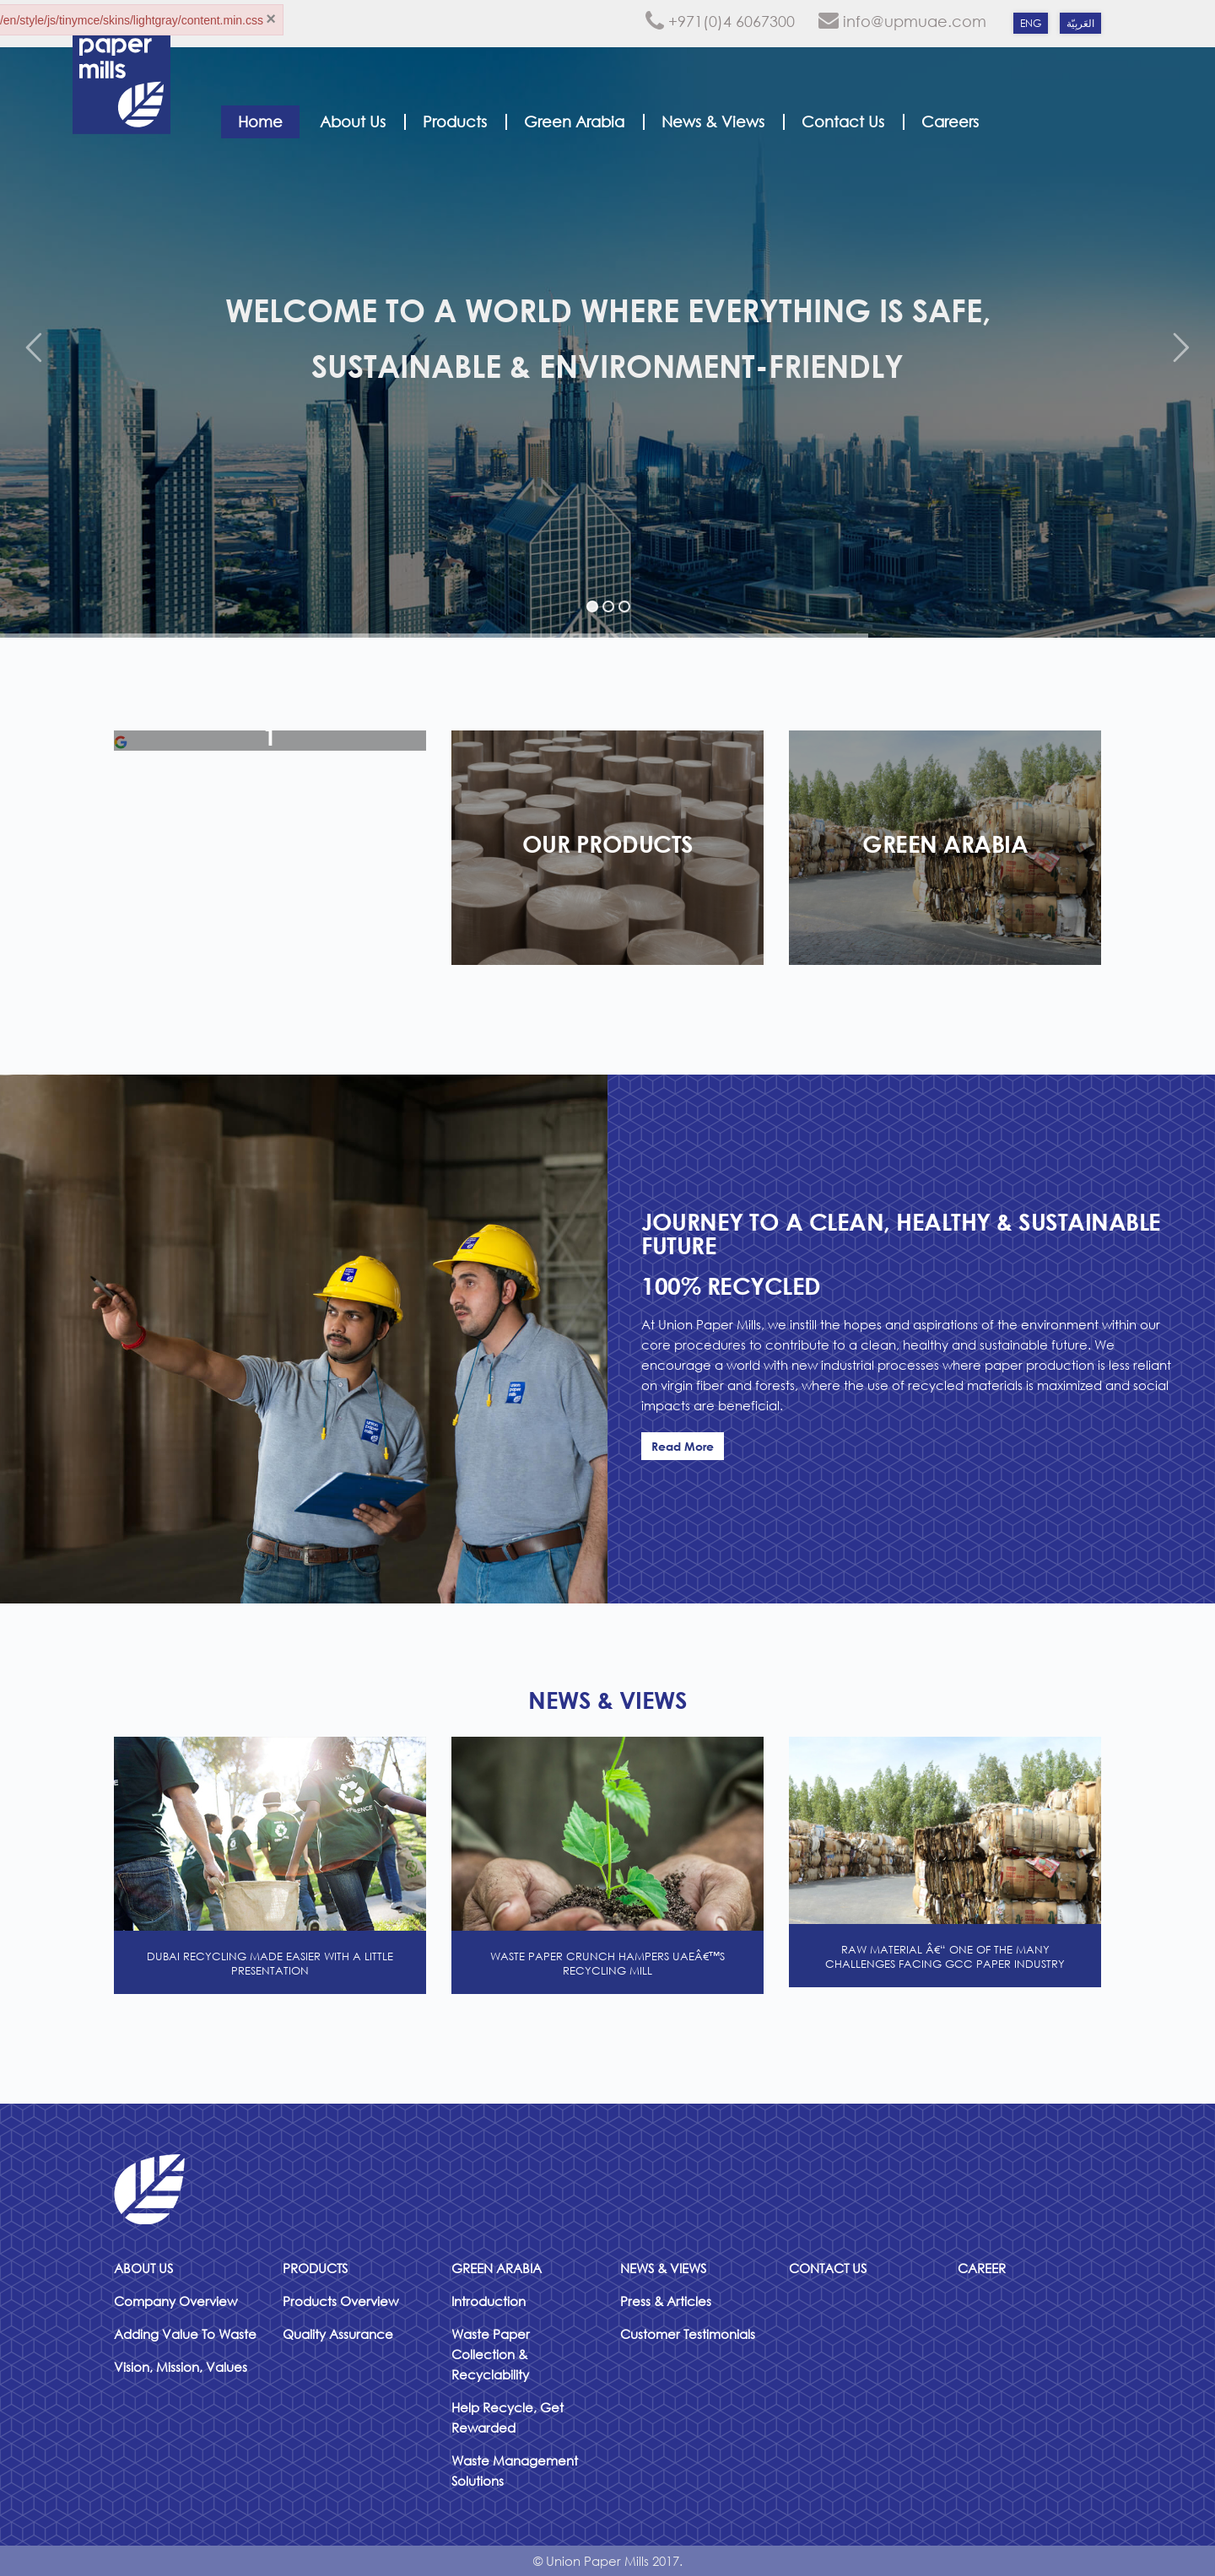 /en/style/js/tinymce/skins/lightgray/content.min.css ×
+971(0)4 6067300 info@upmuae.com ENG العَربيّة
paper
mills
Home About Us Products Green Arabia News & Views Contact Us Careers
WELCOME TO A WORLD WHERE EVERYTHING IS SAFE,
SUSTAINABLE & ENVIRONMENT-FRIENDLY
OUR PRODUCTS
GREEN ARABIA
JOURNEY TO A CLEAN, HEALTHY & SUSTAINABLE
FUTURE
100% RECYCLED
At Union Paper Mills, we instill the hopes and aspirations of the environment within our
core procedures to contribute to a clean, healthy and sustainable future. We
encourage a world with new industrial processes where paper production is less reliant
on virgin fiber and forests, where the use of recycled materials is maximized and social
impacts are beneficial.
Read More
NEWS & VIEWS
DUBAI RECYCLING MADE EASIER WITH A LITTLE
PRESENTATION
WASTE PAPER CRUNCH HAMPERS UAEÂ€™S
RECYCLING MILL
RAW MATERIAL Â€“ ONE OF THE MANY
CHALLENGES FACING GCC PAPER INDUSTRY
ABOUT US
Company Overview
Adding Value To Waste
Vision, Mission, Values
PRODUCTS
Products Overview
Quality Assurance
GREEN ARABIA
Introduction
Waste Paper
Collection &
Recyclability
Help Recycle, Get
Rewarded
Waste Management
Solutions
NEWS & VIEWS
Press & Articles
Customer Testimonials
CONTACT US
CAREER
© Union Paper Mills 2017.